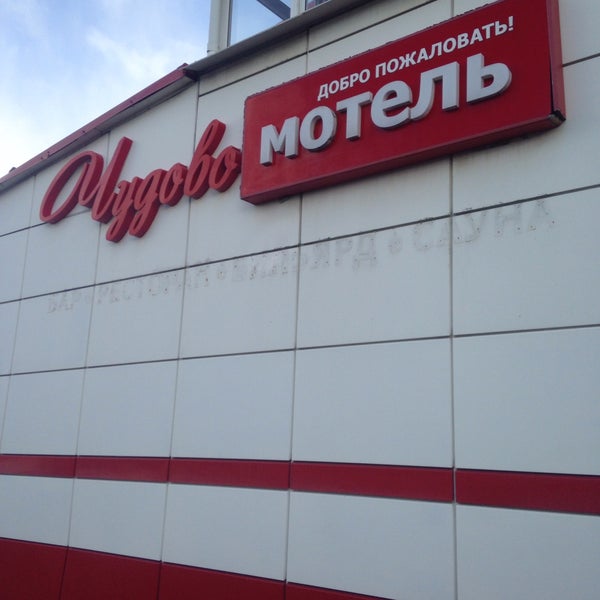 Чудово
ДОБРО ПОЖАЛОВАТЬ!
МОТЕЛЬ
БАР • РЕСТОРАН • БИЛЬЯРД • САУНА